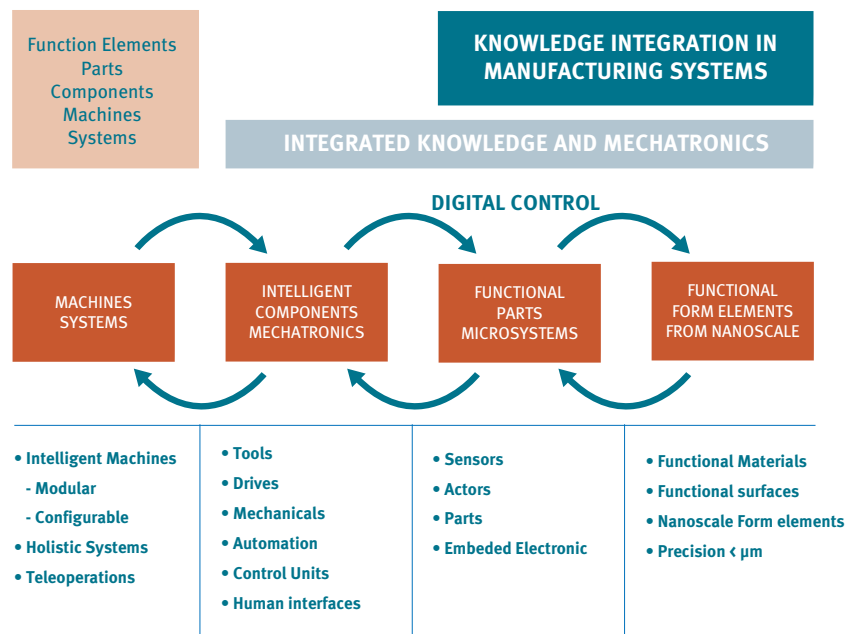 Function Elements
Parts
Components
Machines
Systems
KNOWLEDGE INTEGRATION IN
MANUFACTURING SYSTEMS
INTEGRATED KNOWLEDGE AND MECHATRONICS
DIGITAL CONTROL
MACHINES
SYSTEMS
INTELLIGENT
COMPONENTS
MECHATRONICS
FUNCTIONAL
PARTS
MICROSYSTEMS
FUNCTIONAL
FORM ELEMENTS
FROM NANOSCALE
• Intelligent Machines
- Modular
- Configurable
• Holistic Systems
• Teleoperations
• Tools
• Drives
• Mechanicals
• Automation
• Control Units
• Human interfaces
• Sensors
• Actors
• Parts
• Embeded Electronic
• Functional Materials
• Functional surfaces
• Nanoscale Form elements
• Precision < µm